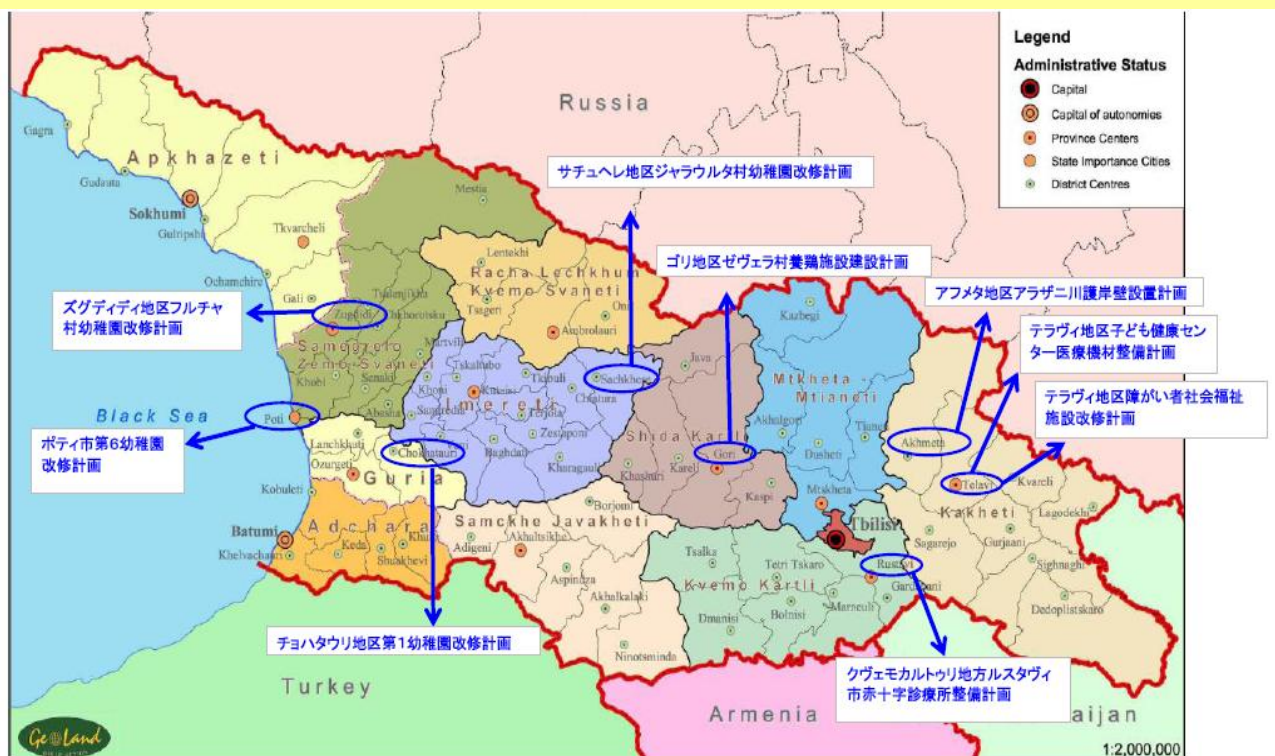 Legend
Administrative Status
Capital
Capital of autonomies
Province Centers
State Importance Cities
District Centres
Russia
Gagra
Apkhazeti
Gudauta
Sokhumi
Gulripshi
Tkvarcheli
Ochamchire
Gali
Mestia
サチュヘレ地区ジャラウルタ村幼稚園改修計画
ゴリ地区ゼヴェラ村養鶏施設建設計画
アフメタ地区アラザニ川護岸壁設置計画
テラヴィ地区子ども健康セン
ター医療機材整備計画
テラヴィ地区障がい者社会福祉
施設改修計画
ズグディディ地区フルチャ
村幼稚園改修計画
Lentekhi
Racha Lechkhum
Kvemo Svaneti
Tsageri
Oni
Ambrolauri
Tsalenjikha
Zugdidi
Chkhorotsku
Samegrelo
Zemo Svaneti
Martvili
Khobi
Senaki
Abasha
Black Sea
Poti
ポティ市第6幼稚園
改修計画
Tskaltubo
Khoni
Kutaisi
Tkibuli
Sachkhere
Chiatura
Imereti
Samtredia
Terjola
Zestaponi
Vani
Baghdati
Kharagauli
Lanchkhuti
Chokhatauri
Ozurgeti
Guria
Kobuleti
Java
Shida Kartli
Gori
Khashuri
Kareli
Kaspi
Kazbegi
Mtkheta -
Mtianeti
Akhalgori
Tianeti
Dusheti
Mtskheta
Tbilisi
Akhmeta
Telavi
Kvareli
Lagodekhi
Kakheti
Sagarejo
Gurjaani
Sighnaghi
Dedoplistskaro
Batumi
Adchara
Khelvachauri
Keda
Khulo
Shuakhevi
Borjomi
Samckhe Javakheti
Adigeni
Akhaltsikhe
Aspindza
Akhalkalaki
Ninotsminda
Tsalka
Tetri Tskaro
Kvemo Kartli
Rustavi
Gardabani
Marneuli
Bolnisi
Dmanisi
チョハタウリ地区第1幼稚園改修計画
クヴェモカルトゥリ地方ルスタヴィ
市赤十字診療所整備計画
Turkey
Armenia
aijan
Ge Land
1:2,000,000